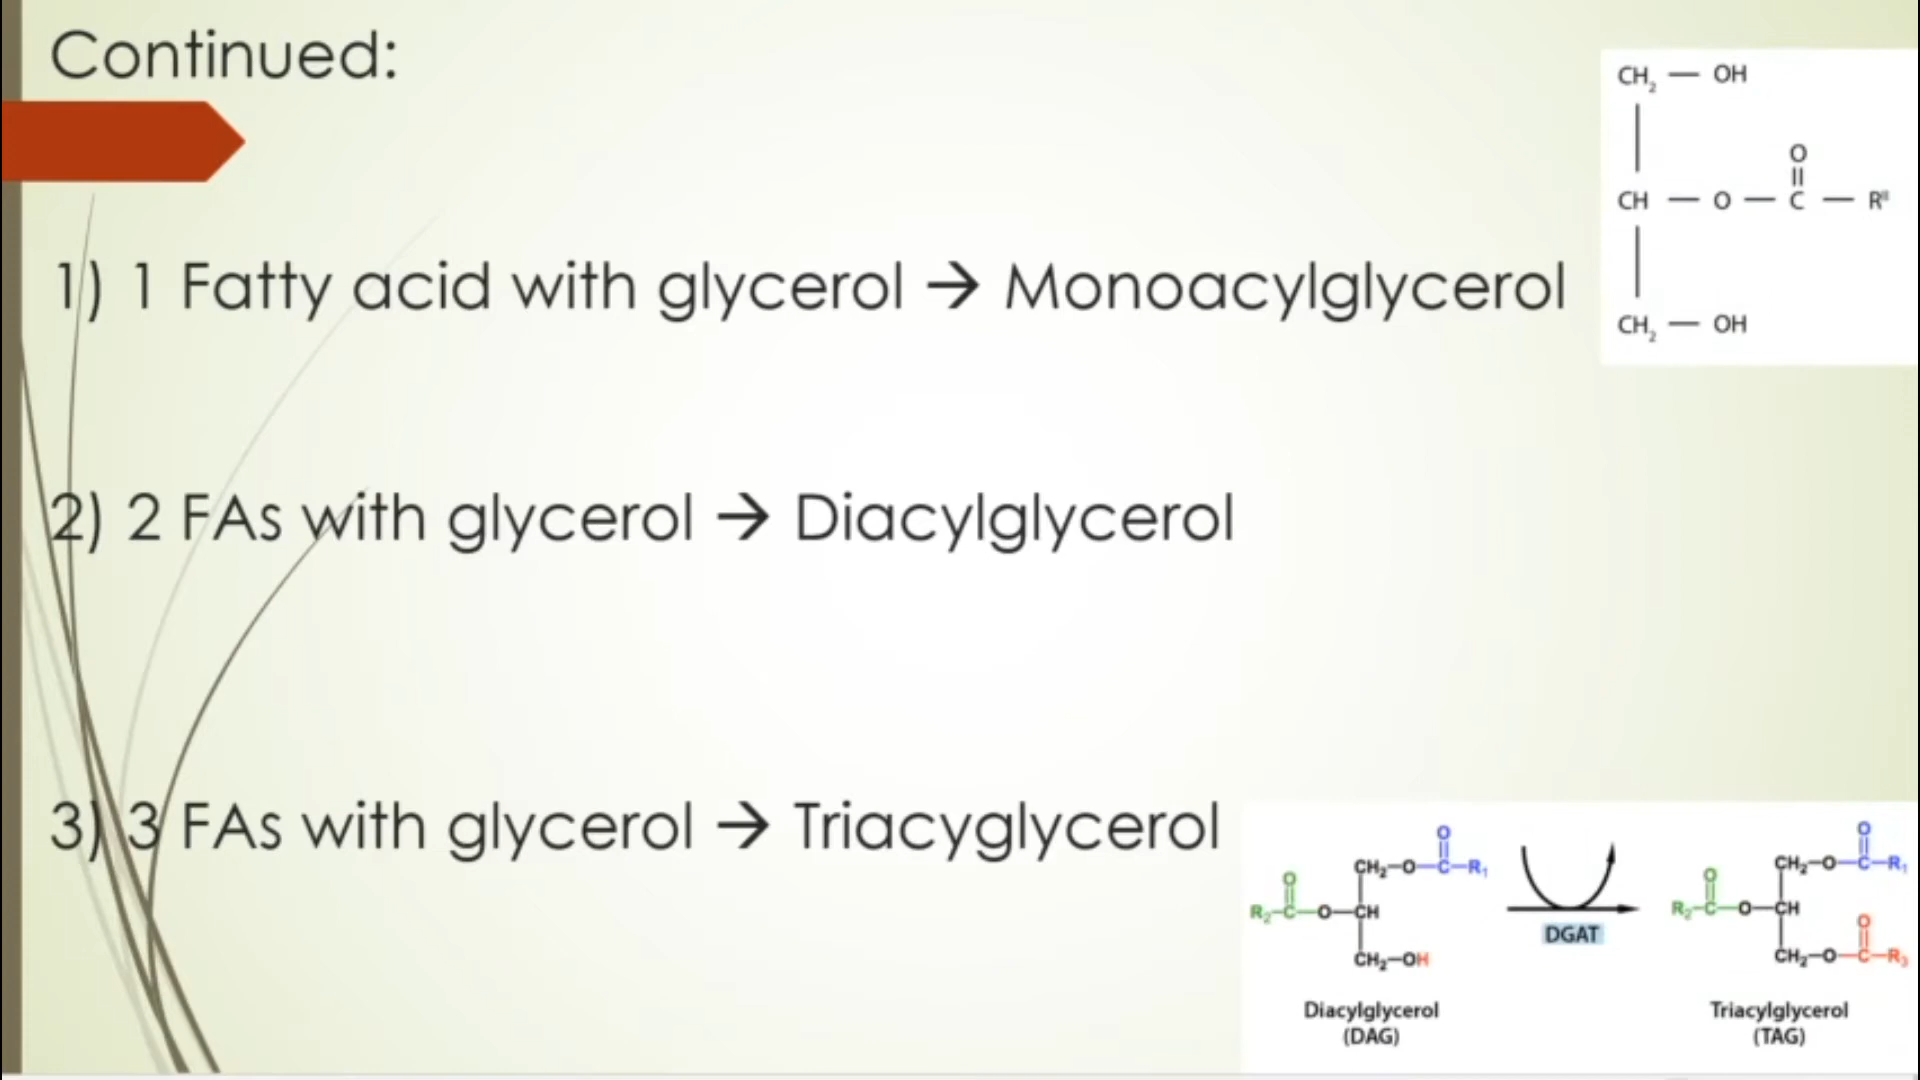 Continued:
1) 1 Fatty acid with glycerol → Monoacylglycerol
2) 2 FAs with glycerol → Diacylglycerol
3) 3 FAs with glycerol → Triacyglycerol
CH₂ — OH
O
CH — O — C — Rᴵᴵ
CH₂ — OH
O
CH₂–O–C–R₁
O
R₂–C–O–CH
CH₂–OH
Diacylglycerol
(DAG)
DGAT
O
CH₂–O–C–R₁
O
R₂–C–O–CH
O
CH₂–O–C–R₃
Triacylglycerol
(TAG)